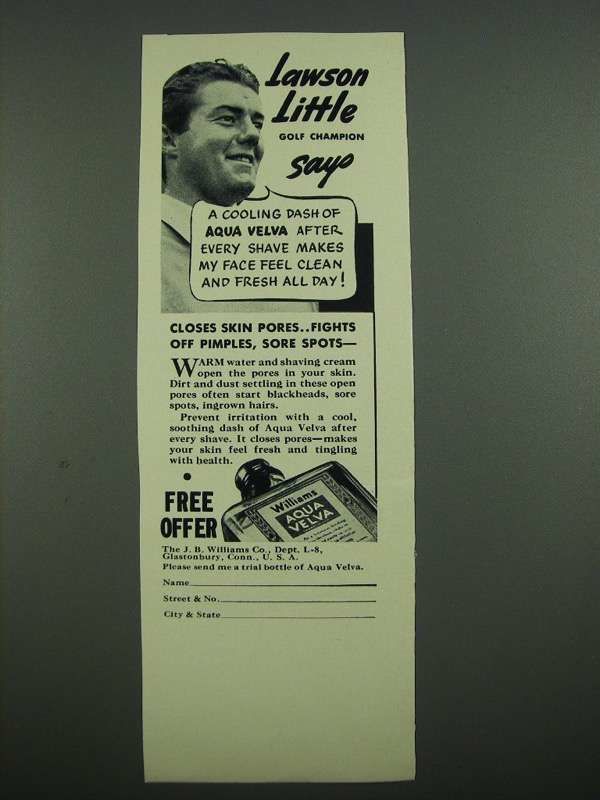 Lawson
Little
GOLF CHAMPION
says
A COOLING DASH OF
AQUA VELVA AFTER
EVERY SHAVE MAKES
MY FACE FEEL CLEAN
AND FRESH ALL DAY!
CLOSES SKIN PORES..FIGHTS
OFF PIMPLES, SORE SPOTS—
WARM water and shaving cream
open the pores in your skin.
Dirt and dust settling in these open
pores often start blackheads, sore
spots, ingrown hairs.
Prevent irritation with a cool,
soothing dash of Aqua Velva after
every shave. It closes pores—makes
your skin feel fresh and tingling
with health.
FREE
OFFER
Williams
AQUA
VELVA
The J. B. Williams Co., Dept. L-8,
Glastonbury, Conn., U. S. A.
Please send me a trial bottle of Aqua Velva.
Name
Street & No.
City & State